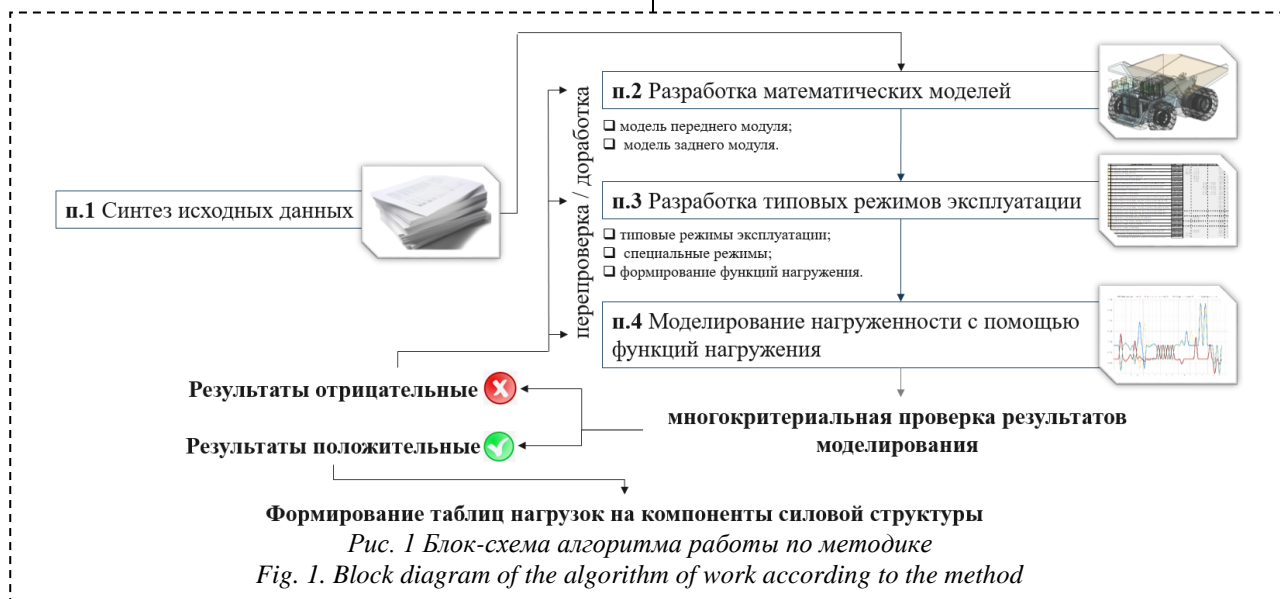 п.2 Разработка математических моделей
❑ модель переднего модуля;
❑ модель заднего модуля.
перепроверка / доработка
п.1 Синтез исходных данных
п.3 Разработка типовых режимов эксплуатации
❑ типовые режимы эксплуатации;
❑ специальные режимы;
❑ формирование функций нагружения.
п.4 Моделирование нагруженности с помощью
функций нагружения
Результаты отрицательные
многокритериальная проверка результатов
моделирования
Результаты положительные
Формирование таблиц нагрузок на компоненты силовой структуры
Рис. 1 Блок-схема алгоритма работы по методике
Fig. 1. Block diagram of the algorithm of work according to the method